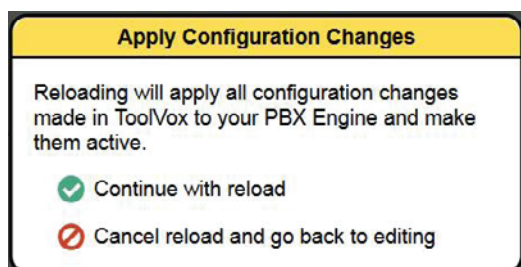 Apply Configuration Changes
Reloading will apply all configuration changes
made in ToolVox to your PBX Engine and make
them active.
Continue with reload
Cancel reload and go back to editing